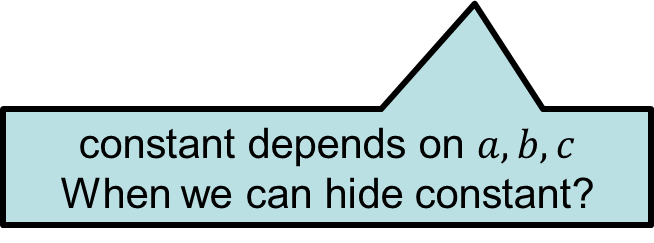 constant depends on 𝑎, 𝑏, 𝑐
When we can hide constant?